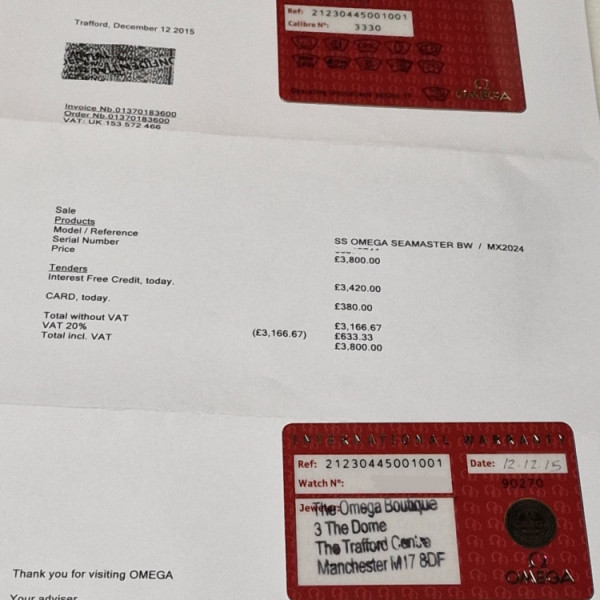 Trafford, December 12 2015
Ref: 21230445001001
Calibre N°: 3330
Ω
OMEGA
Invoice Nb.01370183600
Order Nb.01370183600
VAT: UK 153 572 466
Sale
Products
Model / Reference SS OMEGA SEAMASTER BW / MX2024
Serial Number
Price £3,800.00
Tenders
Interest Free Credit, today. £3,420.00
CARD, today. £380.00
Total without VAT £3,166.67
VAT 20% (£3,166.67) £633.33
Total incl. VAT £3,800.00
INTERNATIONAL WARRANTY
Ref: 21230445001001
Date: 12.12.15
Watch N°:
90270
Jeweller:
The Omega Boutique
3 The Dome
The Trafford Centre
Manchester M17 8DF
Ω
OMEGA
Thank you for visiting OMEGA
Your adviser